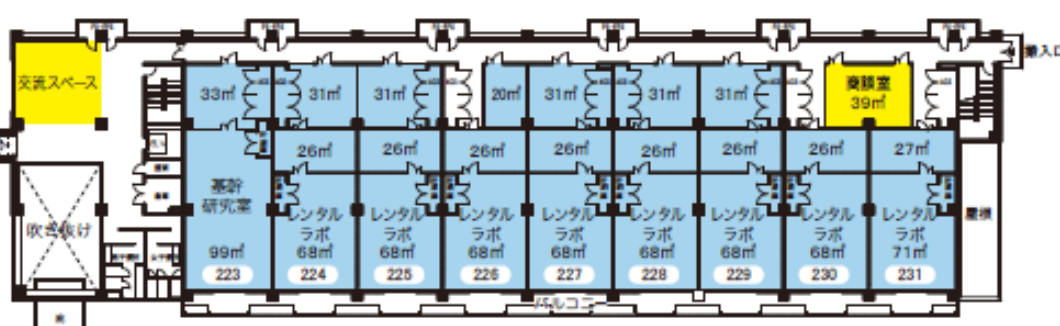 搬入口
交流スペース
33㎡
31㎡
31㎡
20㎡
31㎡
31㎡
31㎡
商談室
39㎡
26㎡
26㎡
26㎡
26㎡
26㎡
26㎡
26㎡
27㎡
基幹
研究室
99㎡
223
レンタル
ラボ
68㎡
224
レンタル
ラボ
68㎡
225
レンタル
ラボ
68㎡
226
レンタル
ラボ
68㎡
227
レンタル
ラボ
68㎡
228
レンタル
ラボ
68㎡
229
レンタル
ラボ
68㎡
230
レンタル
ラボ
71㎡
231
吹き抜け
屋根
バルコニー